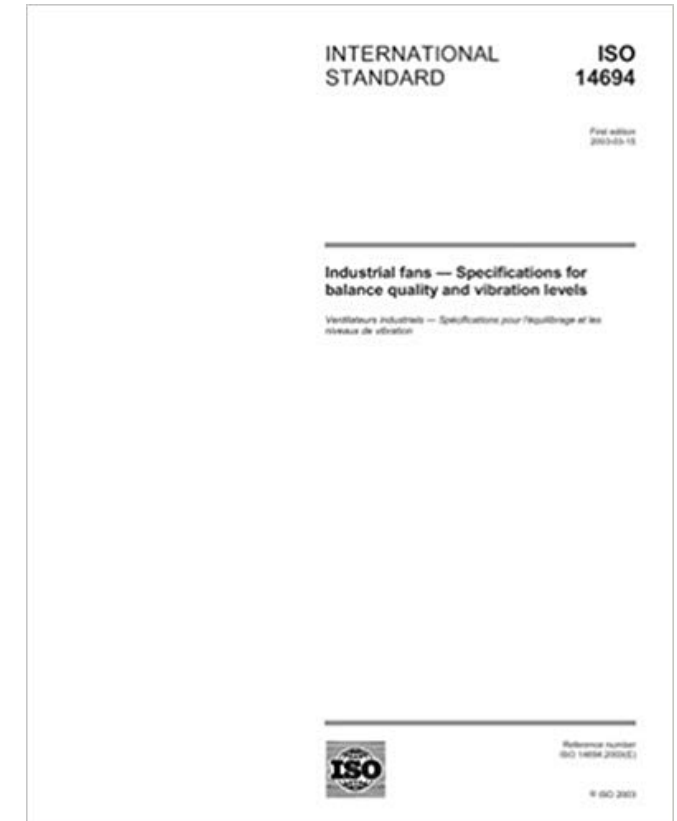 INTERNATIONAL
STANDARD
ISO
14694
First edition
2003-03-15
Industrial fans — Specifications for
balance quality and vibration levels
Ventilateurs industriels — Spécifications pour l'équilibrage et les
niveaux de vibration
ISO
Reference number
ISO 14694:2003(E)
© ISO 2003